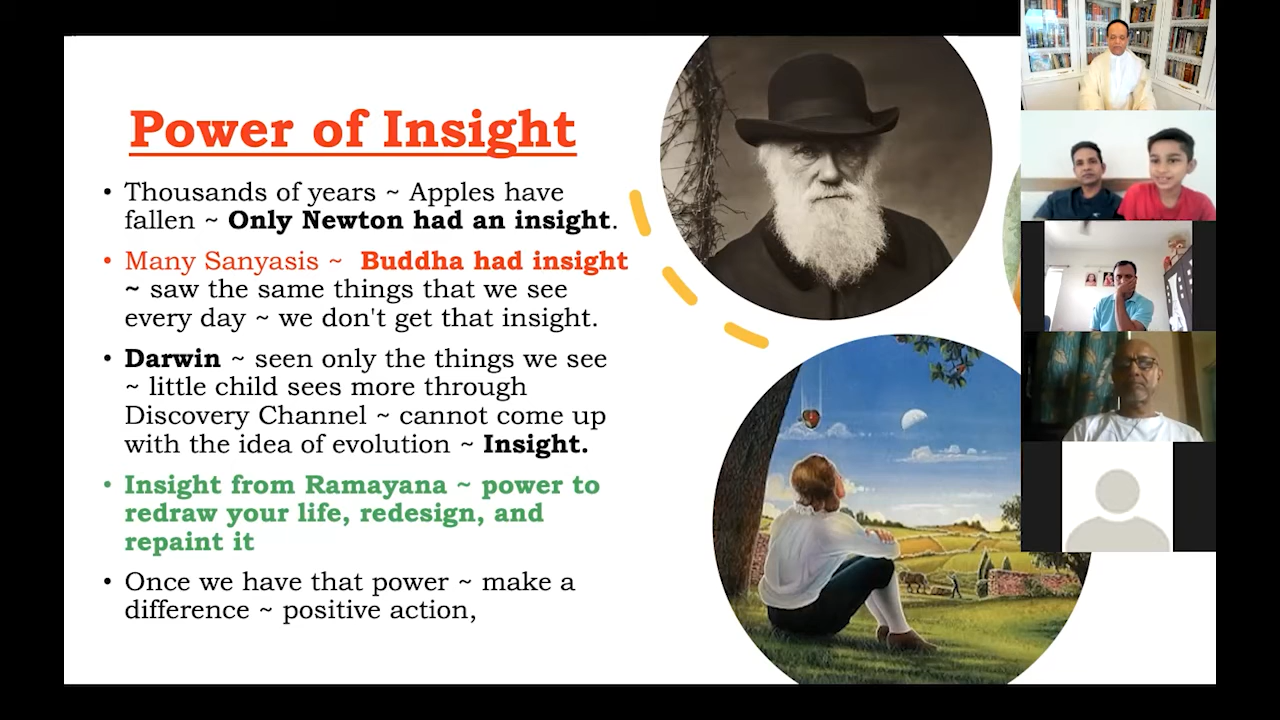 Power of Insight
• Thousands of years ~ Apples have
fallen ~ Only Newton had an insight.
• Many Sanyasis ~ Buddha had insight
~ saw the same things that we see
every day ~ we don't get that insight.
• Darwin ~ seen only the things we see
~ little child sees more through
Discovery Channel ~ cannot come up
with the idea of evolution ~ Insight.
• Insight from Ramayana ~ power to
redraw your life, redesign, and
repaint it
• Once we have that power ~ make a
difference ~ positive action,